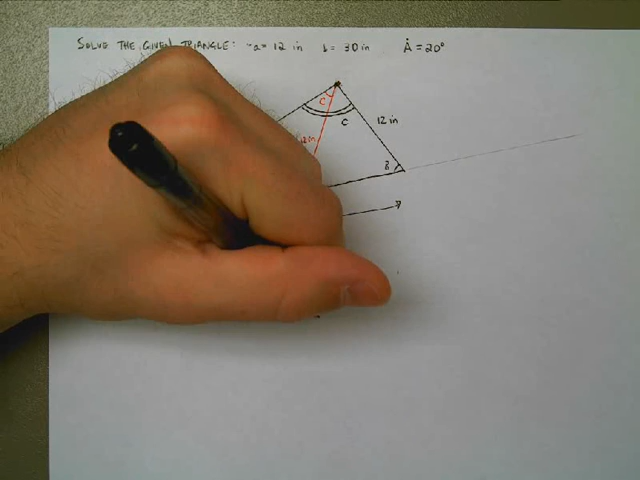 SOLVE THE GIVEN TRIANGLE: "a" = 12 in b = 30 in Â = 20°
C
12 in
C
B